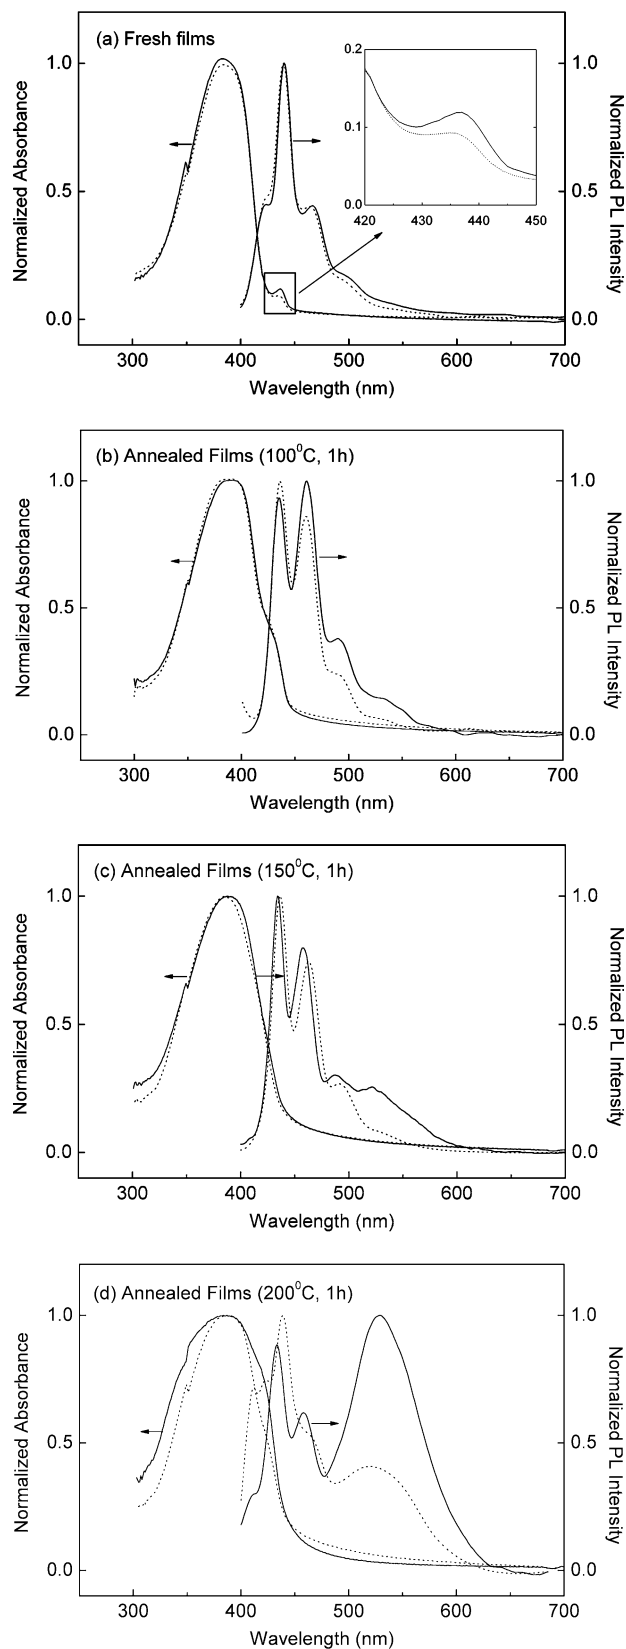 (a) Fresh films
Normalized Absorbance
1.0
0.5
0.0
1.0
0.5
0.0
Normalized PL Intensity
0.2
0.1
0.0
420 430 440 450
300 400 500 600 700
Wavelength (nm)
(b) Annealed Films (100⁰C, 1h)
Normalized Absorbance
1.0
0.5
0.0
1.0
0.5
0.0
Normalized PL Intensity
300 400 500 600 700
Wavelength (nm)
(c) Annealed Films (150⁰C, 1h)
Normalized Absorbance
1.0
0.5
0.0
1.0
0.5
0.0
Normalized PL Intensity
300 400 500 600 700
Wavelength (nm)
(d) Annealed Films (200⁰C, 1h)
Normalized Absorbance
1.0
0.5
0.0
1.0
0.5
0.0
Normalized PL Intensity
300 400 500 600 700
Wavelength (nm)